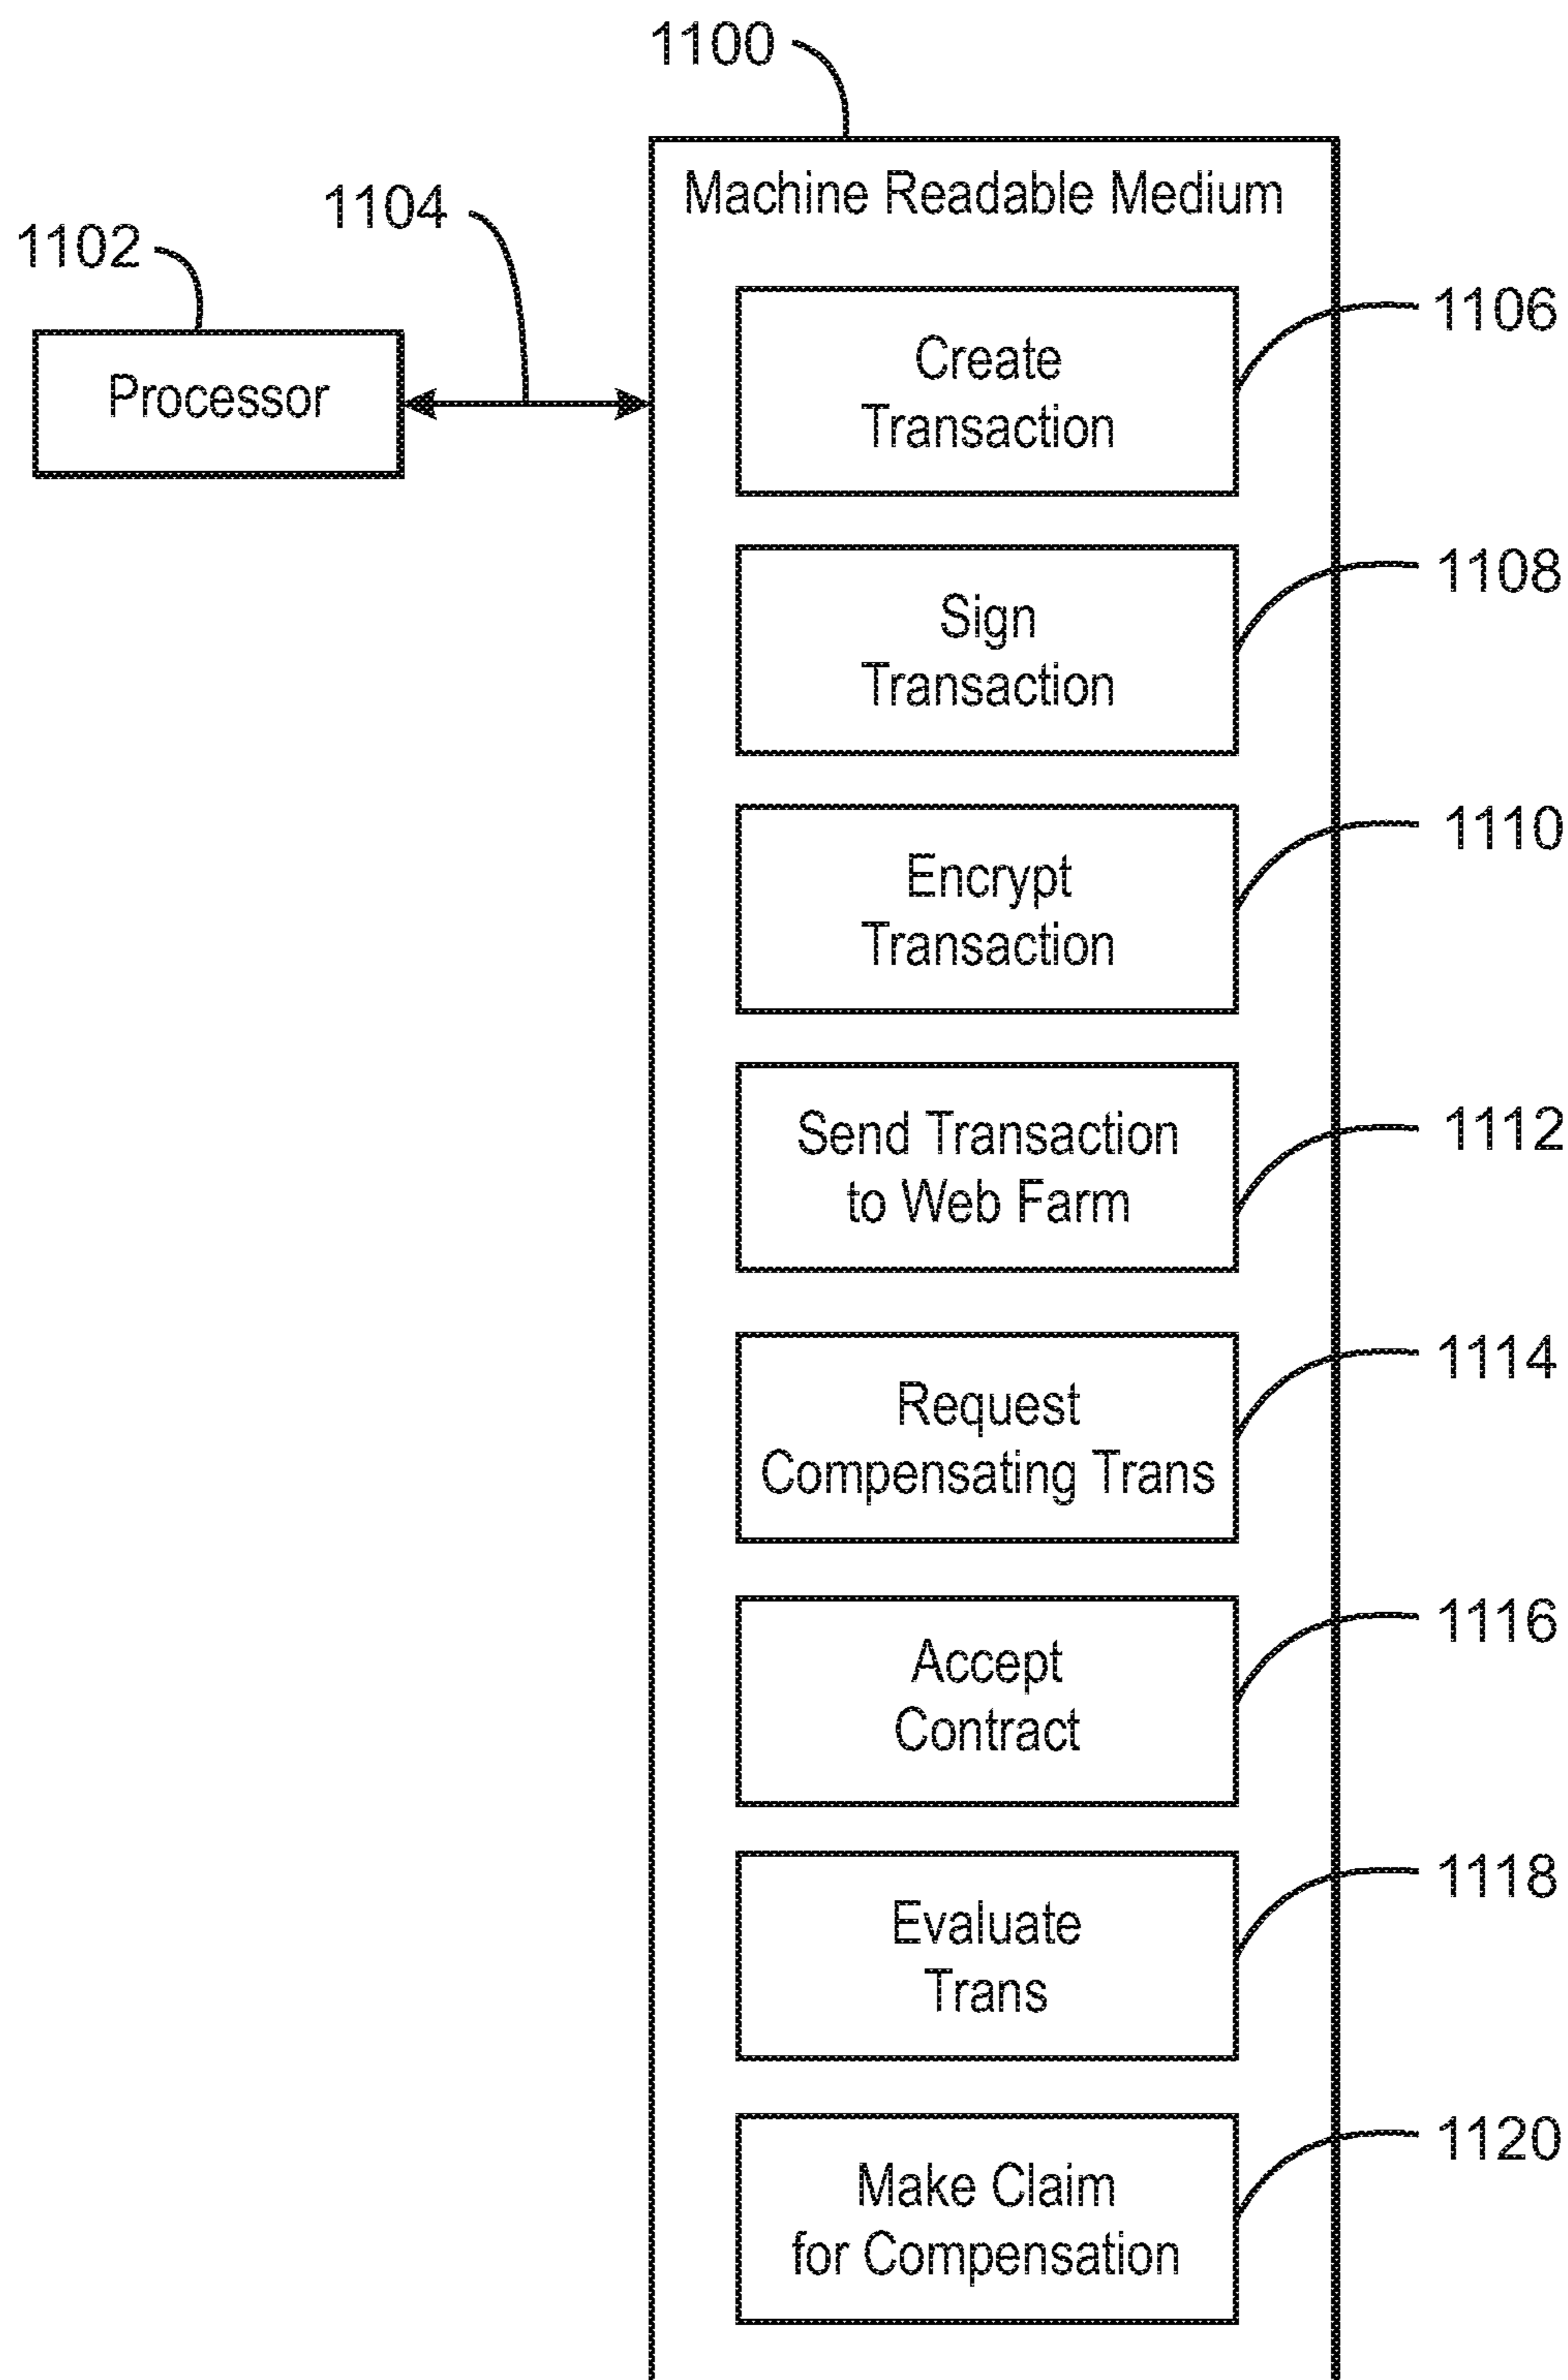 1100
Machine Readable Medium
1104
1102
Processor
Create
Transaction
1106
Sign
Transaction
1108
Encrypt
Transaction
1110
Send Transaction
to Web Farm
1112
Request
Compensating Trans
1114
Accept
Contract
1116
Evaluate
Trans
1118
Make Claim
for Compensation
1120